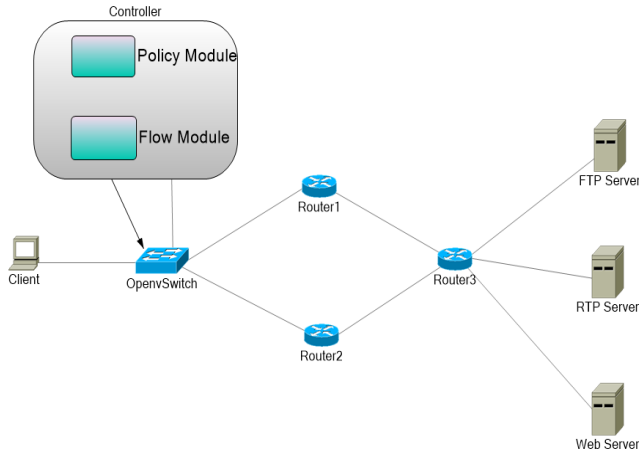 Controller
Policy Module
Flow Module
Router1
FTP Server
Client
OpenvSwitch
Router3
RTP Server
Router2
Web Server